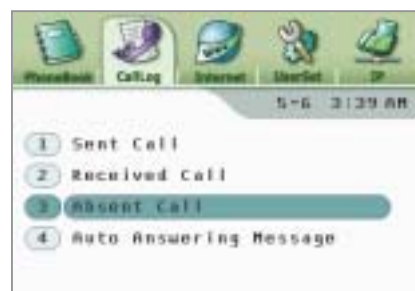 PhoneBook CallLog Internet UserSet IP
5-6 3:39 AM
1 Sent Call
2 Received Call
3 Absent Call
4 Auto Answering Message